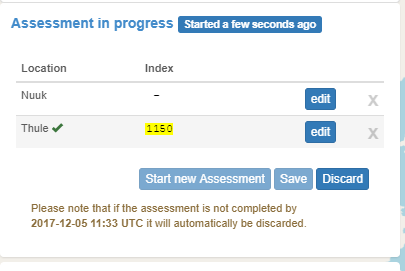 Assessment in progress Started a few seconds ago
Location Index
Nuuk – edit X
Thule ✔ 1150 edit X
Start new Assessment Save Discard
Please note that if the assessment is not completed by
2017-12-05 11:33 UTC it will automatically be discarded.